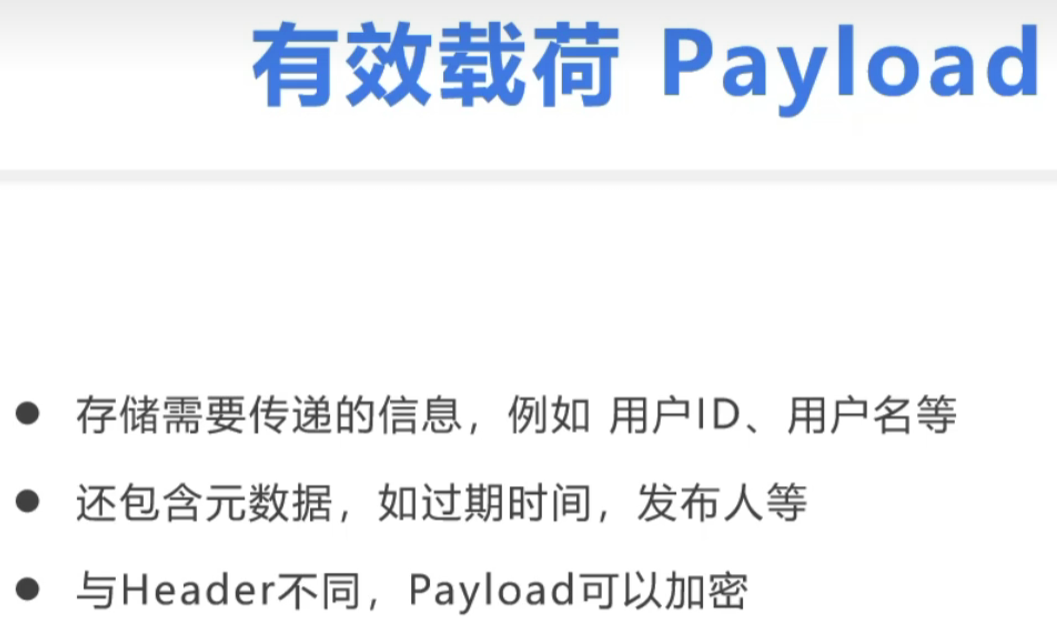 有效载荷 Payload
存储需要传递的信息，例如 用户ID、用户名等
还包含元数据，如过期时间，发布人等
与Header不同，Payload可以加密